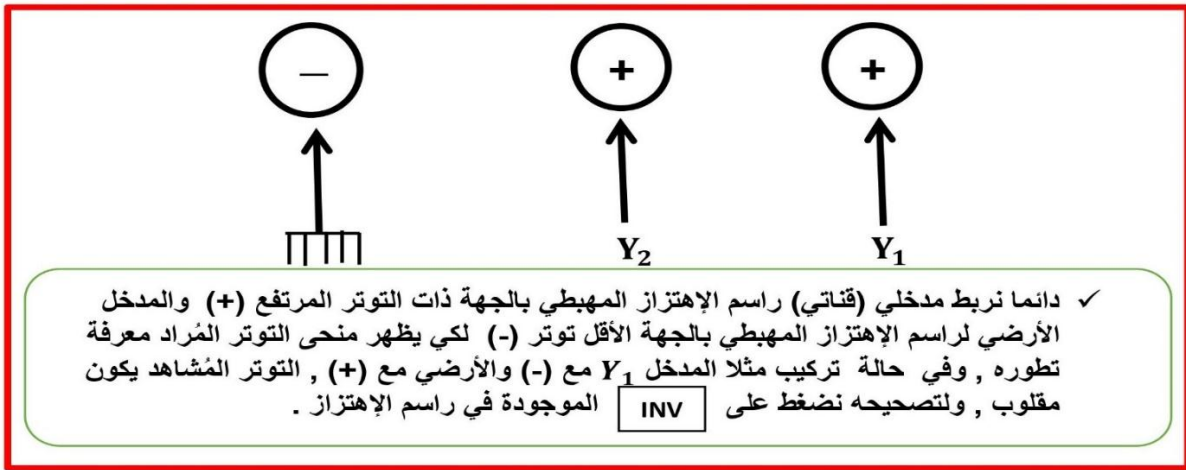 − + +
Y₂ Y₁
✓ دائما نربط مدخلي (قناتي) راسم الإهتزاز المهبطي بالجهة ذات التوتر المرتفع (+) والمدخل
الأرضي لراسم الإهتزاز المهبطي بالجهة الأقل توتر (-) لكي يظهر منحى التوتر المُراد معرفة
تطوره , وفي حالة تركيب مثلا المدخل Y₁ مع (-) والأرضي مع (+) , التوتر المُشاهد يكون
مقلوب , ولتصحيحه نضغط على INV الموجودة في راسم الإهتزاز .